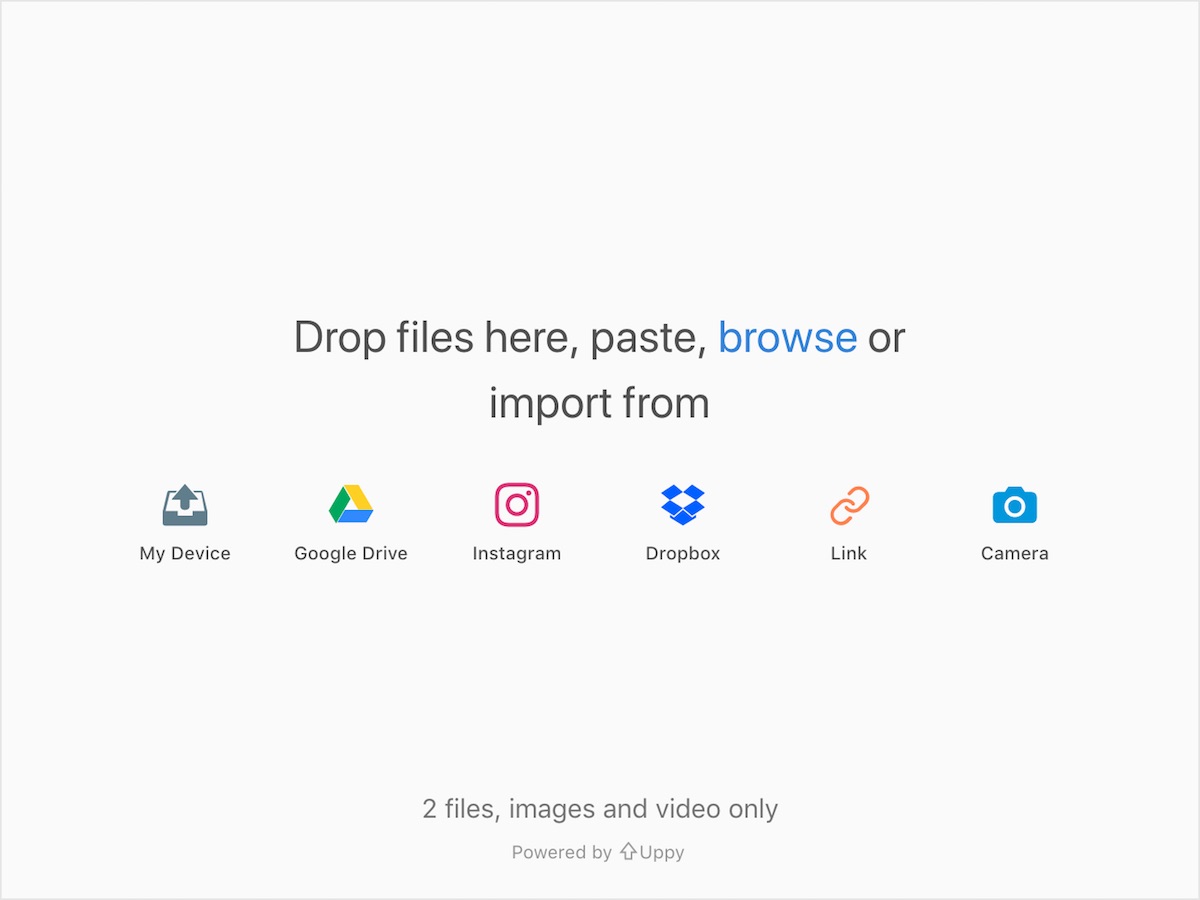 Drop files here, paste, browse or
import from
My Device
Google Drive
Instagram
Dropbox
Link
Camera
2 files, images and video only
Powered by Uppy